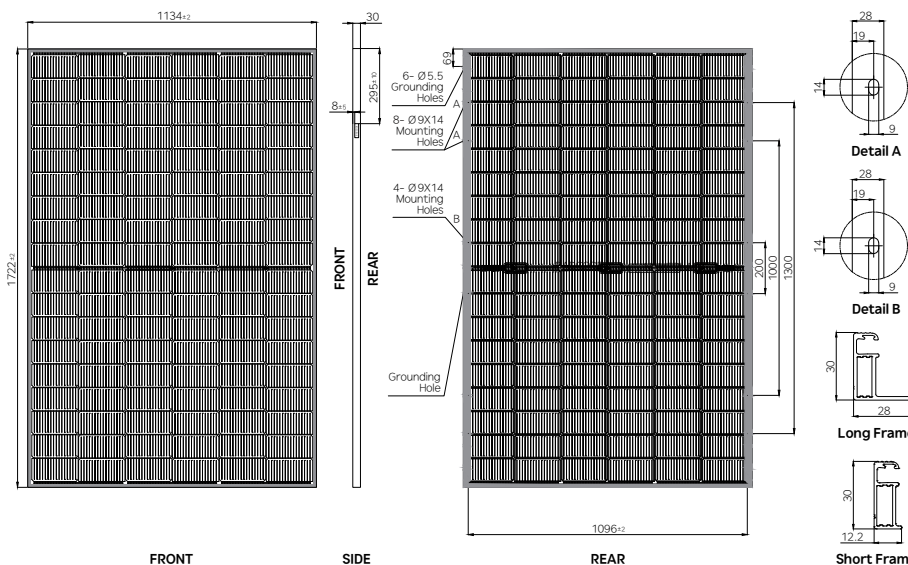 1134±2
1722±2
FRONT
30
295±10
8±5
FRONT
REAR
SIDE
69
6- Ø5.5
Grounding
Holes
A
8- Ø9X14
Mounting
Holes
A
4- Ø9X14
Mounting
Holes
B
Grounding
Hole
200
1000
1300
1096±2
REAR
28
19
14
9
Detail A
28
19
14
9
Detail B
30
28
Long Fram
30
12.2
Short Fram